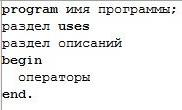 program имя программы;
раздел uses
раздел описаний
begin
операторы
end.